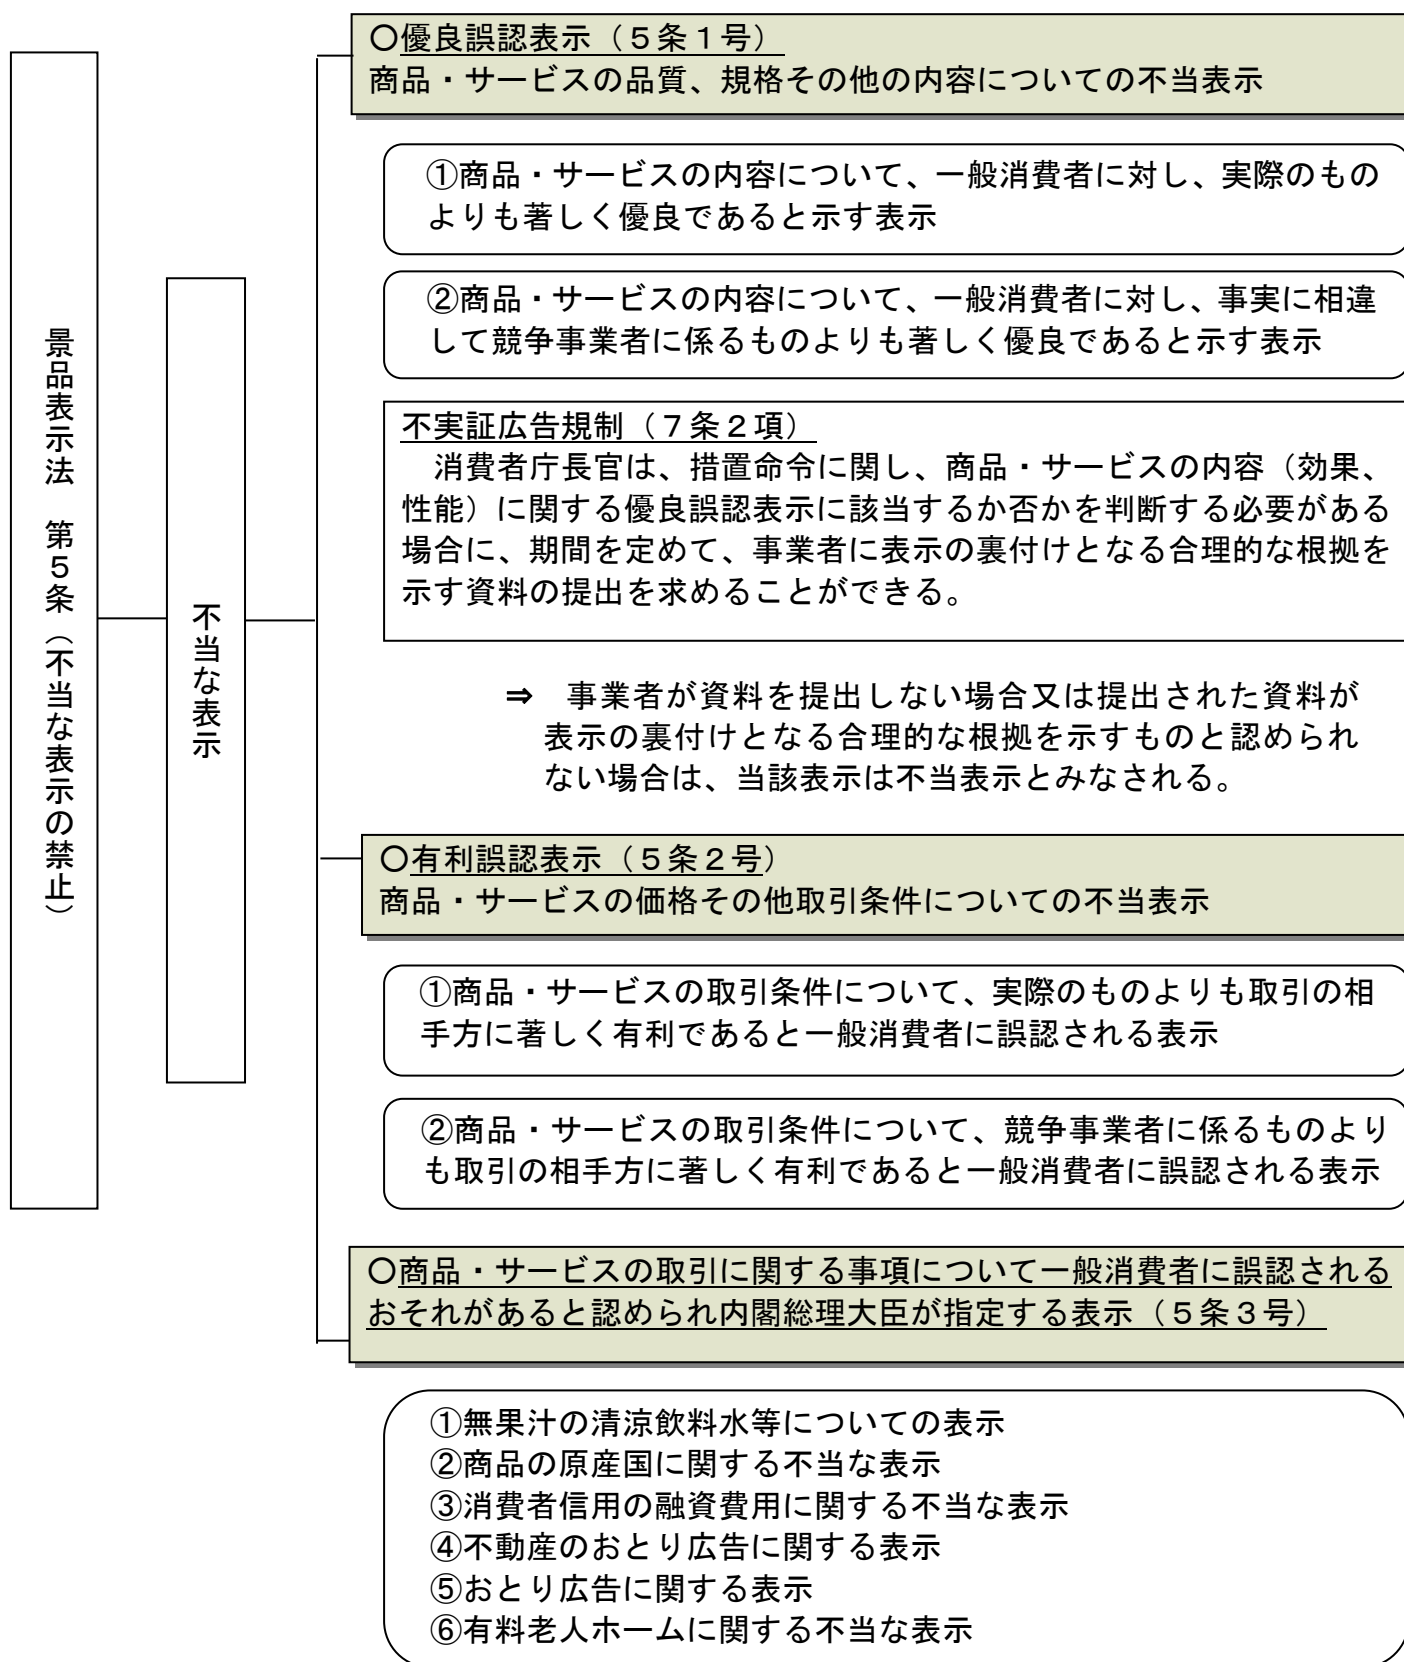 景品表示法　第５条（不当な表示の禁止）
不当な表示
〇優良誤認表示（５条１号）
商品・サービスの品質、規格その他の内容についての不当表示
①商品・サービスの内容について、一般消費者に対し、実際のもの
よりも著しく優良であると示す表示
②商品・サービスの内容について、一般消費者に対し、事実に相違
して競争事業者に係るものよりも著しく優良であると示す表示
不実証広告規制（７条２項）
　消費者庁長官は、措置命令に関し、商品・サービスの内容（効果、
性能）に関する優良誤認表示に該当するか否かを判断する必要がある
場合に、期間を定めて、事業者に表示の裏付けとなる合理的な根拠を
示す資料の提出を求めることができる。
⇒　事業者が資料を提出しない場合又は提出された資料が
表示の裏付けとなる合理的な根拠を示すものと認められ
ない場合は、当該表示は不当表示とみなされる。
〇有利誤認表示（５条２号）
商品・サービスの価格その他取引条件についての不当表示
①商品・サービスの取引条件について、実際のものよりも取引の相
手方に著しく有利であると一般消費者に誤認される表示
②商品・サービスの取引条件について、競争事業者に係るものより
も取引の相手方に著しく有利であると一般消費者に誤認される表示
〇商品・サービスの取引に関する事項について一般消費者に誤認される
おそれがあると認められ内閣総理大臣が指定する表示（５条３号）
①無果汁の清涼飲料水等についての表示
②商品の原産国に関する不当な表示
③消費者信用の融資費用に関する不当な表示
④不動産のおとり広告に関する表示
⑤おとり広告に関する表示
⑥有料老人ホームに関する不当な表示